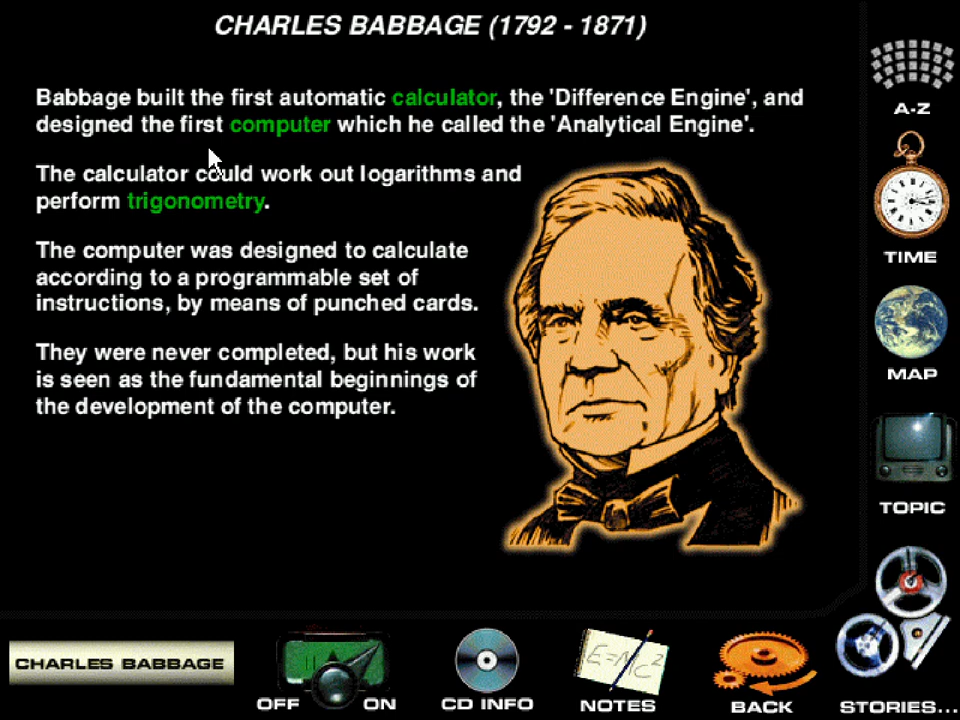 CHARLES BABBAGE (1792 - 1871)
Babbage built the first automatic calculator, the 'Difference Engine', and
designed the first computer which he called the 'Analytical Engine'.
The calculator could work out logarithms and
perform trigonometry.
The computer was designed to calculate
according to a programmable set of
instructions, by means of punched cards.
They were never completed, but his work
is seen as the fundamental beginnings of
the development of the computer.
A-Z
TIME
MAP
TOPIC
STORIES...
CHARLES BABBAGE
OFF ON
CD INFO
E=MC²
NOTES
BACK